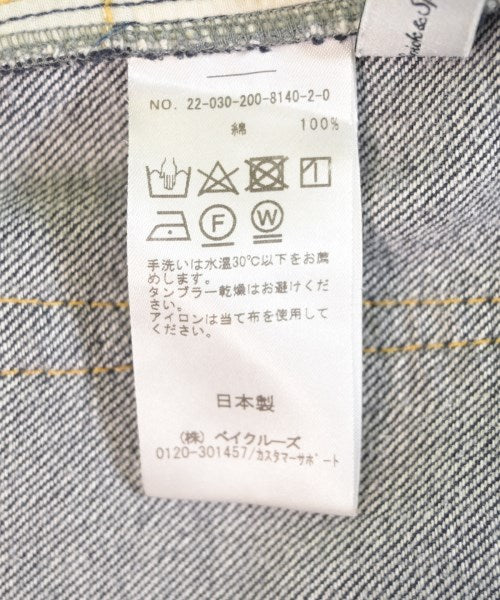 ick & Sp
NO. 22-030-200-8140-2-0
綿 100%
F W
手洗いは水温30℃以下をお薦
めします。
タンブラー乾燥はお避けくだ
さい。
アイロンは当て布を使用して
ください。
日本製
(株) ベイクルーズ
0120-301457/カスタマーサポート